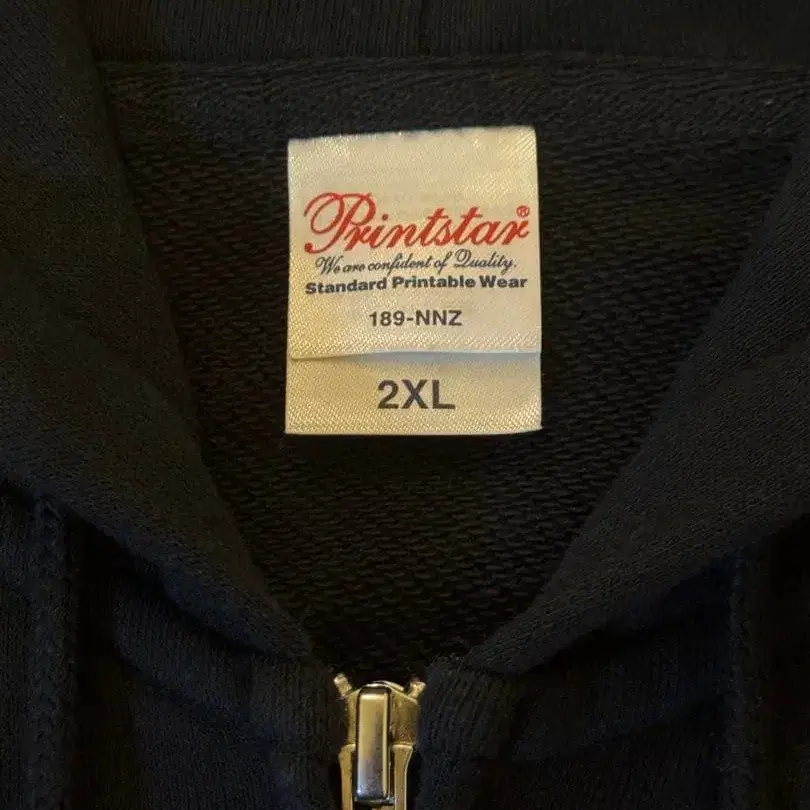 Printstar®
We are confident of Quality.
Standard Printable Wear
189-NNZ
2XL